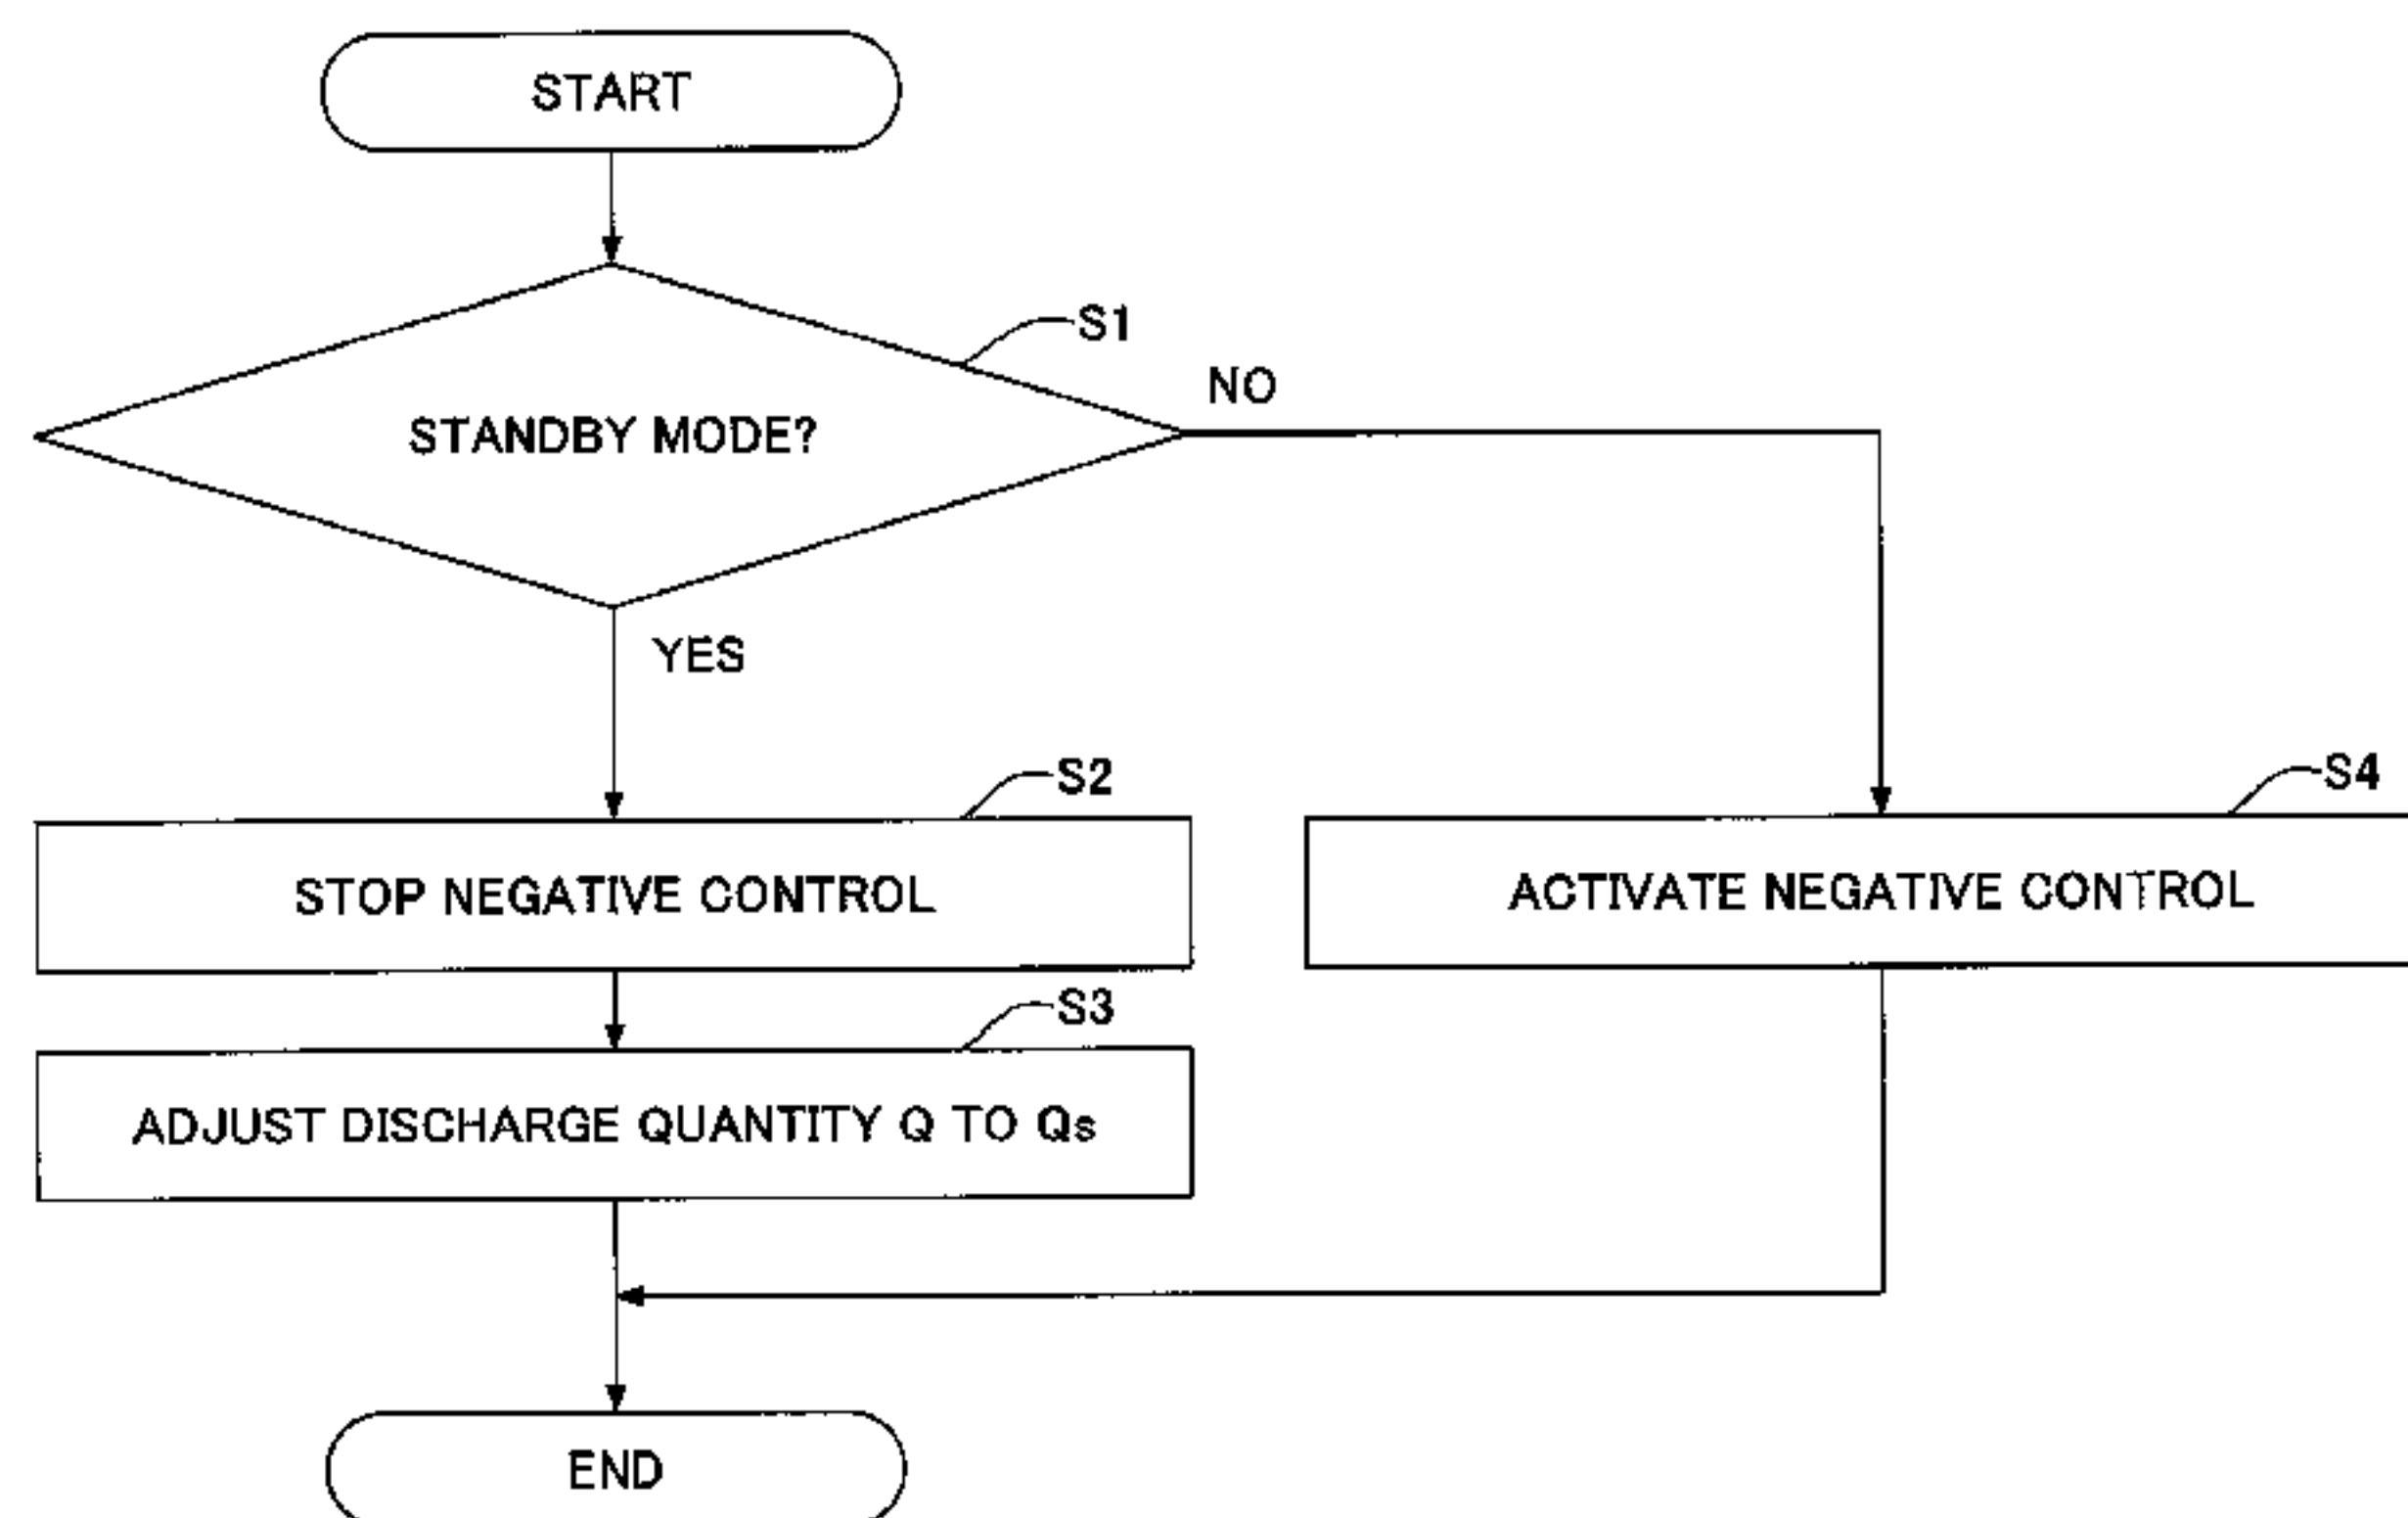 START
S1
NO
STANDBY MODE?
YES
S2
S4
STOP NEGATIVE CONTROL
ACTIVATE NEGATIVE CONTROL
S3
ADJUST DISCHARGE QUANTITY Q TO Qs
END